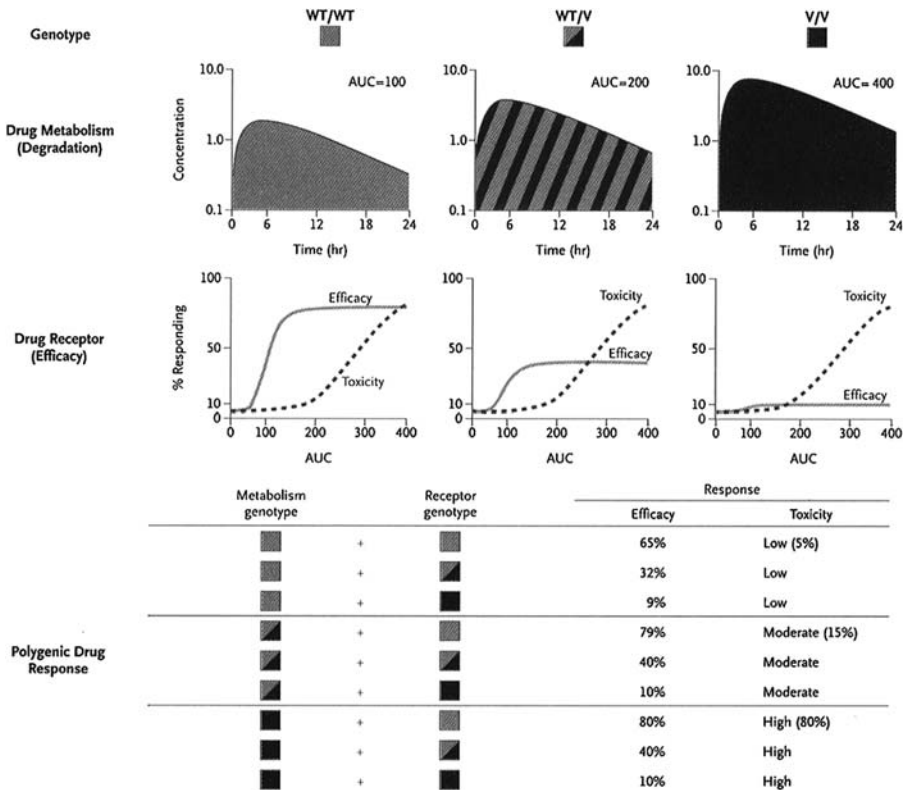 WT/WT WT/V V/V
Genotype
10.0 AUC=100 10.0 AUC=200 10.0 AUC= 400
Drug Metabolism
(Degradation)
Concentration
1.0 1.0 1.0
0.1 0.1 0.1
0 6 12 18 24 0 6 12 18 24 0 6 12 18 24
Time (hr) Time (hr) Time (hr)
100 100 100
Efficacy Toxicity Toxicity
Drug Receptor
(Efficacy)
% Responding
50 50 50
Toxicity Efficacy Efficacy
10 10 10
0 0 0
0 100 200 300 400 0 100 200 300 400 0 100 200 300 400
AUC AUC AUC
Metabolism genotype Receptor genotype Response
Efficacy Toxicity
+ 65% Low (5%)
+ 32% Low
+ 9% Low
Polygenic Drug
Response
+ 79% Moderate (15%)
+ 40% Moderate
+ 10% Moderate
+ 80% High (80%)
+ 40% High
+ 10% High